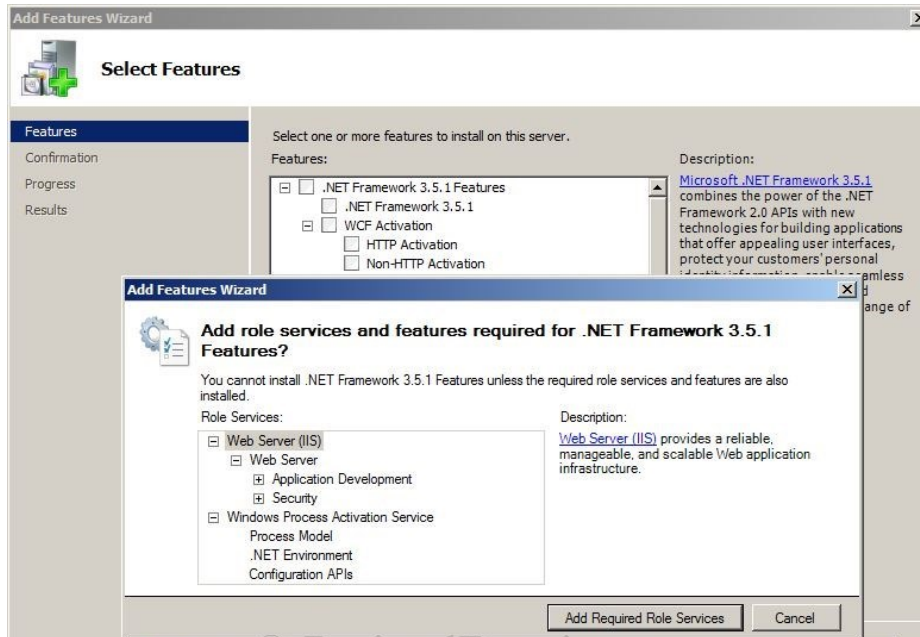 Add Features Wizard
Select Features
Features
Confirmation
Progress
Results
Select one or more features to install on this server.
Features:
.NET Framework 3.5.1 Features
.NET Framework 3.5.1
WCF Activation
HTTP Activation
Non-HTTP Activation
Description:
Microsoft .NET Framework 3.5.1
combines the power of the .NET
Framework 2.0 APIs with new
technologies for building applications
that offer appealing user interfaces,
protect your customers' personal
ange of
Add Features Wizard
Add role services and features required for .NET Framework 3.5.1
Features?
You cannot install .NET Framework 3.5.1 Features unless the required role services and features are also
installed.
Role Services:
Web Server (IIS)
Web Server
Application Development
Security
Windows Process Activation Service
Process Model
.NET Environment
Configuration APIs
Description:
Web Server (IIS) provides a reliable,
manageable, and scalable Web application
infrastructure.
Add Required Role Services
Cancel